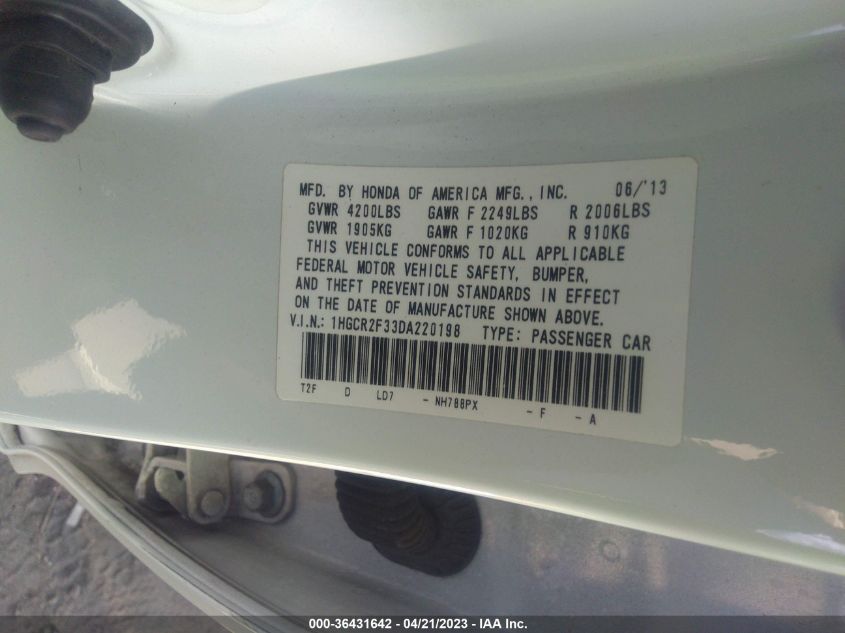 MFD. BY HONDA OF AMERICA MFG., INC. 06/'13
GVWR 4200LBS GAWR F 2249LBS R 2006LBS
GVWR 1905KG GAWR F 1020KG R 910KG
THIS VEHICLE CONFORMS TO ALL APPLICABLE
FEDERAL MOTOR VEHICLE SAFETY, BUMPER,
AND THEFT PREVENTION STANDARDS IN EFFECT
ON THE DATE OF MANUFACTURE SHOWN ABOVE.
V.I.N.: 1HGCR2F33DA220198 TYPE: PASSENGER CAR
T2F D LD7 - NH788PX - F - A
000-36431642 / 04/21/2023 - IAA Inc.